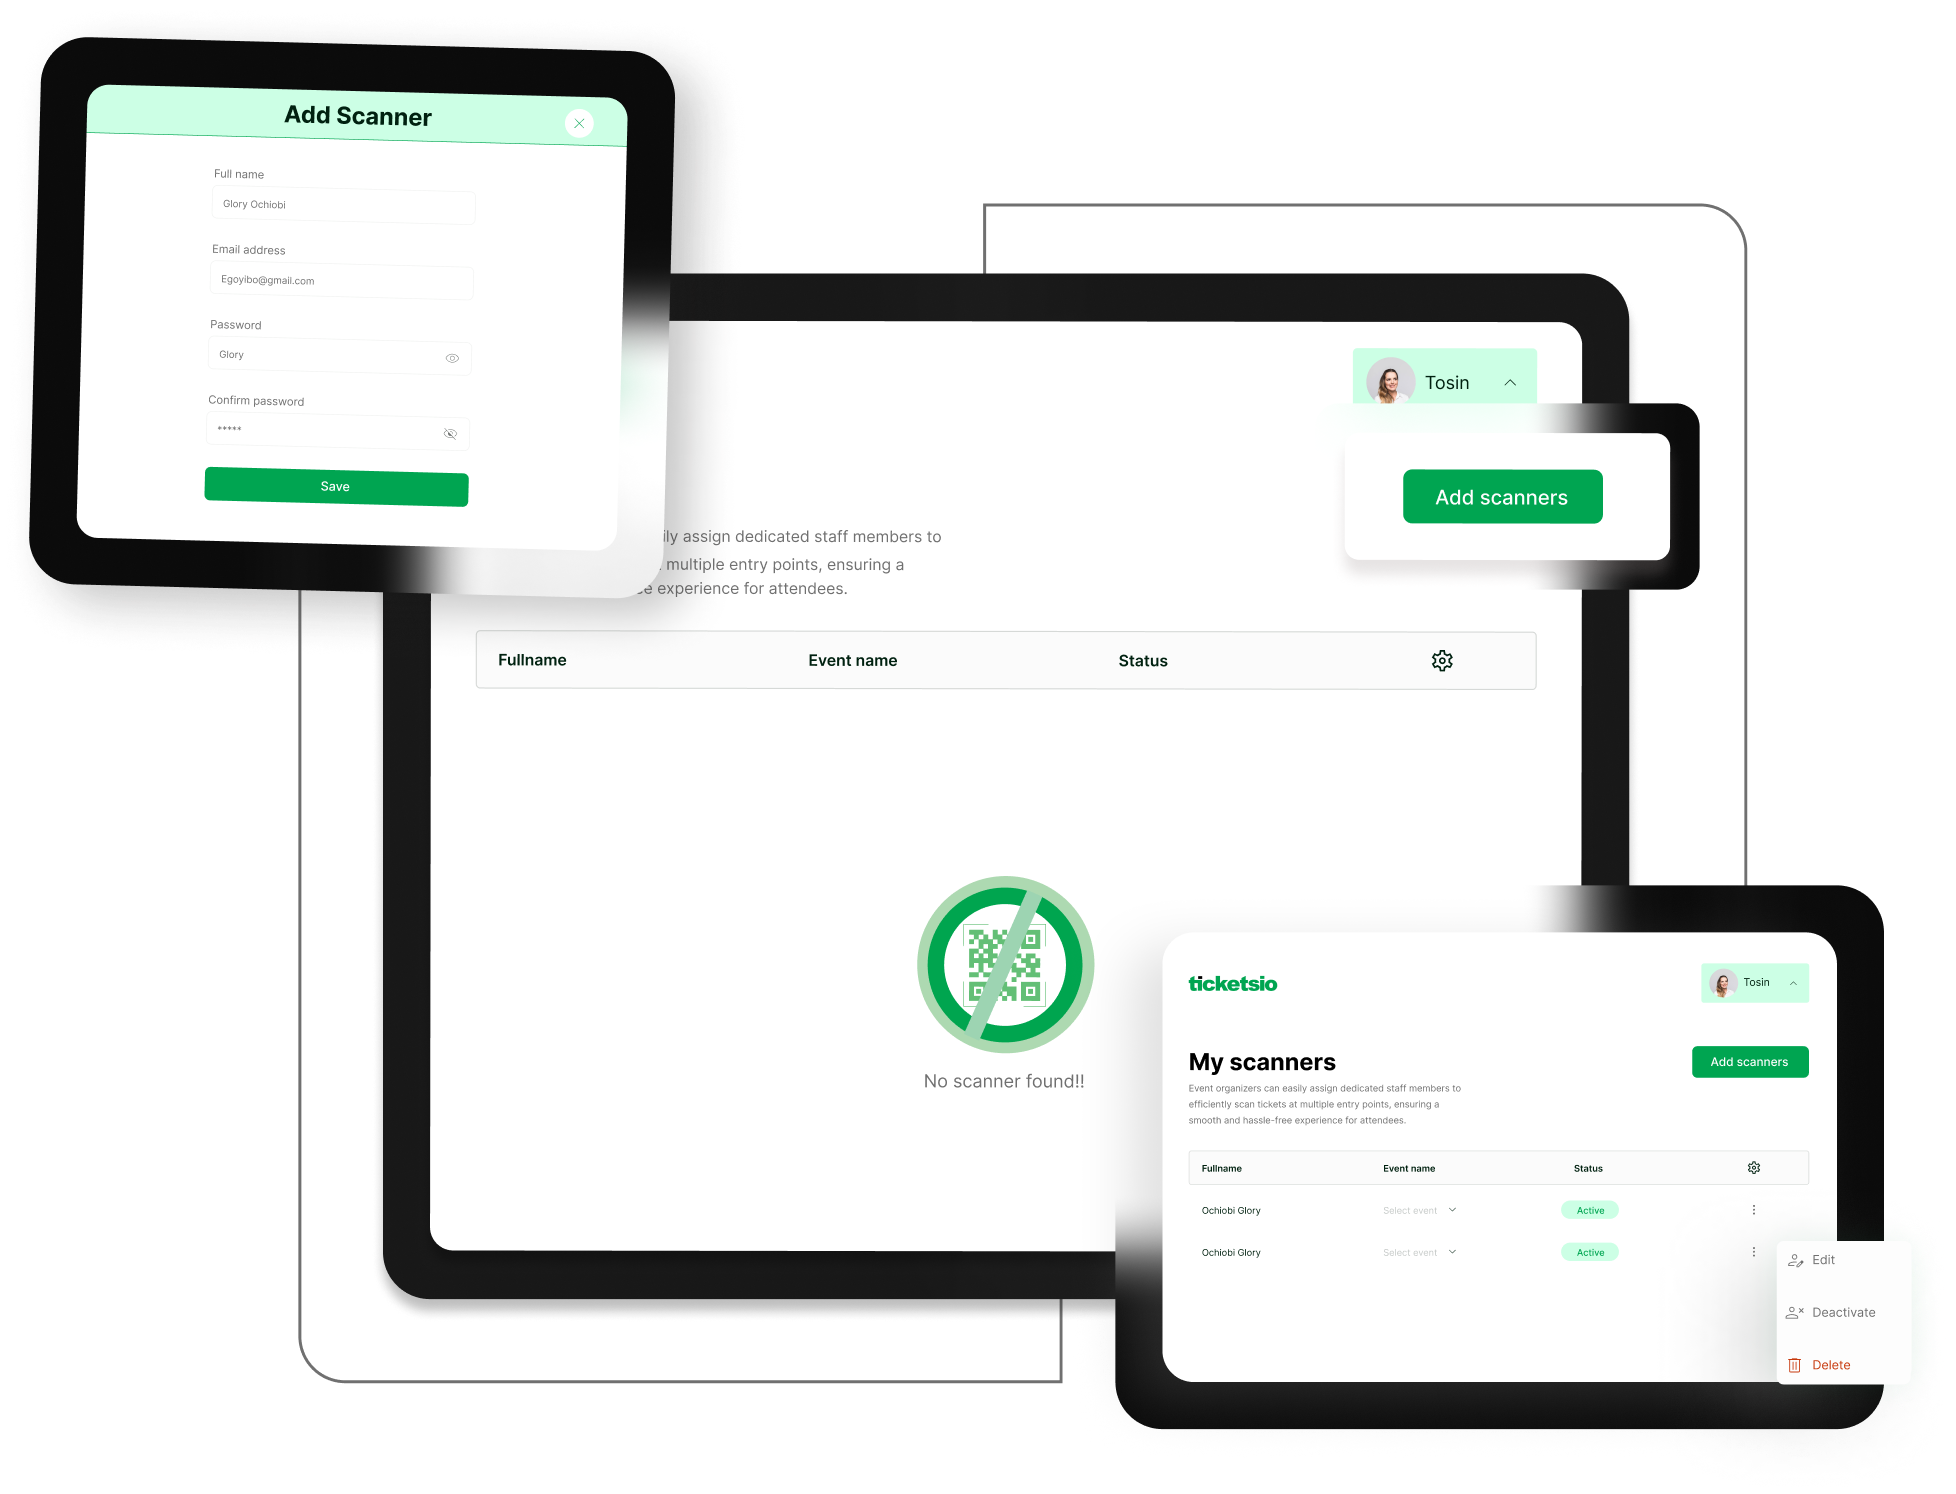 Add Scanner
Full name
Glory Ochiobi
Email address
Egoyibo@gmail.com
Password
Glory
Confirm password
*****
Save
Tosin
Add scanners
ily assign dedicated staff members to
multiple entry points, ensuring a
experience for attendees.
Fullname Event name Status
No scanner found!!
ticketsio
Tosin
My scanners
Add scanners
Event organizers can easily assign dedicated staff members to
efficiently scan tickets at multiple entry points, ensuring a
smooth and hassle-free experience for attendees.
Fullname Event name Status
Ochiobi Glory Select event Active
Ochiobi Glory Select event Active
Edit
Deactivate
Delete